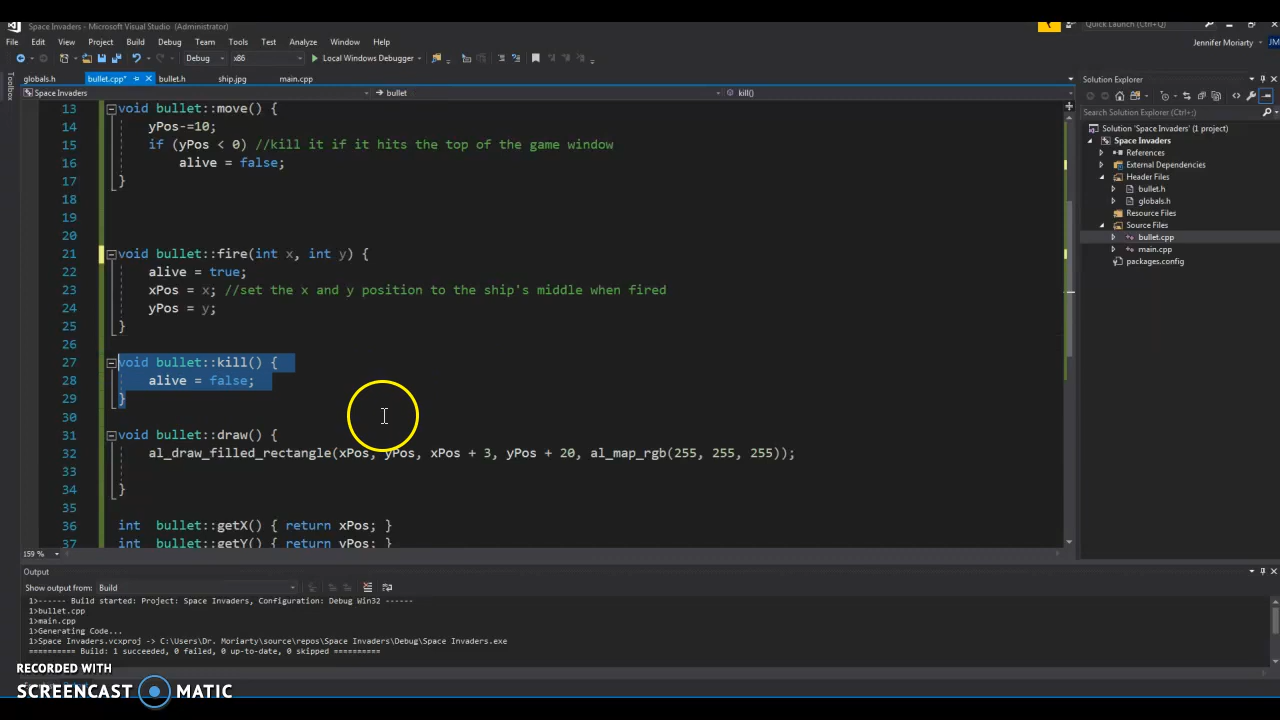 Space Invaders - Microsoft Visual Studio (Administrator)
Quick Launch (Ctrl+Q)
File Edit View Project Build Debug Team Tools Test Analyze Window Help
Jennifer Moriarty JM
Debug x86 Local Windows Debugger
Toolbox
globals.h bullet.cpp* bullet.h ship.jpg main.cpp
Space Invaders bullet kill()
13 void bullet::move() {
14 yPos-=10;
15 if (yPos < 0) //kill it if it hits the top of the game window
16 alive = false;
17 }
18
19
20
21 void bullet::fire(int x, int y) {
22 alive = true;
23 xPos = x; //set the x and y position to the ship's middle when fired
24 yPos = y;
25 }
26
27 void bullet::kill() {
28 alive = false;
29 }
30
31 void bullet::draw() {
32 al_draw_filled_rectangle(xPos, yPos, xPos + 3, yPos + 20, al_map_rgb(255, 255, 255));
33
34 }
35
36 int bullet::getX() { return xPos; }
37 int bullet::getY() { return yPos; }
159 %
Solution Explorer
Search Solution Explorer (Ctrl+;)
Solution 'Space Invaders' (1 project)
Space Invaders
References
External Dependencies
Header Files
bullet.h
globals.h
Resource Files
Source Files
bullet.cpp
main.cpp
packages.config
Output
Show output from: Build
1>------ Build started: Project: Space Invaders, Configuration: Debug Win32 ------
1>bullet.cpp
1>main.cpp
1>Generating Code...
1>Space Invaders.vcxproj -> C:\Users\Dr. Moriarty\source\repos\Space Invaders\Debug\Space Invaders.exe
========== Build: 1 succeeded, 0 failed, 0 up-to-date, 0 skipped ==========
RECORDED WITH
SCREENCAST MATIC